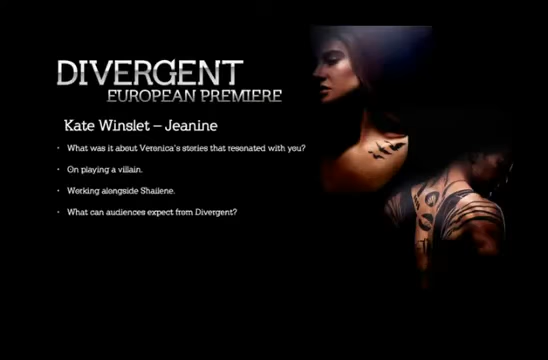 DIVERGENT
EUROPEAN PREMIERE
Kate Winslet – Jeanine
• What was it about Veronica's stories that resonated with you?
• On playing a villain.
• Working alongside Shailene.
• What can audiences expect from Divergent?